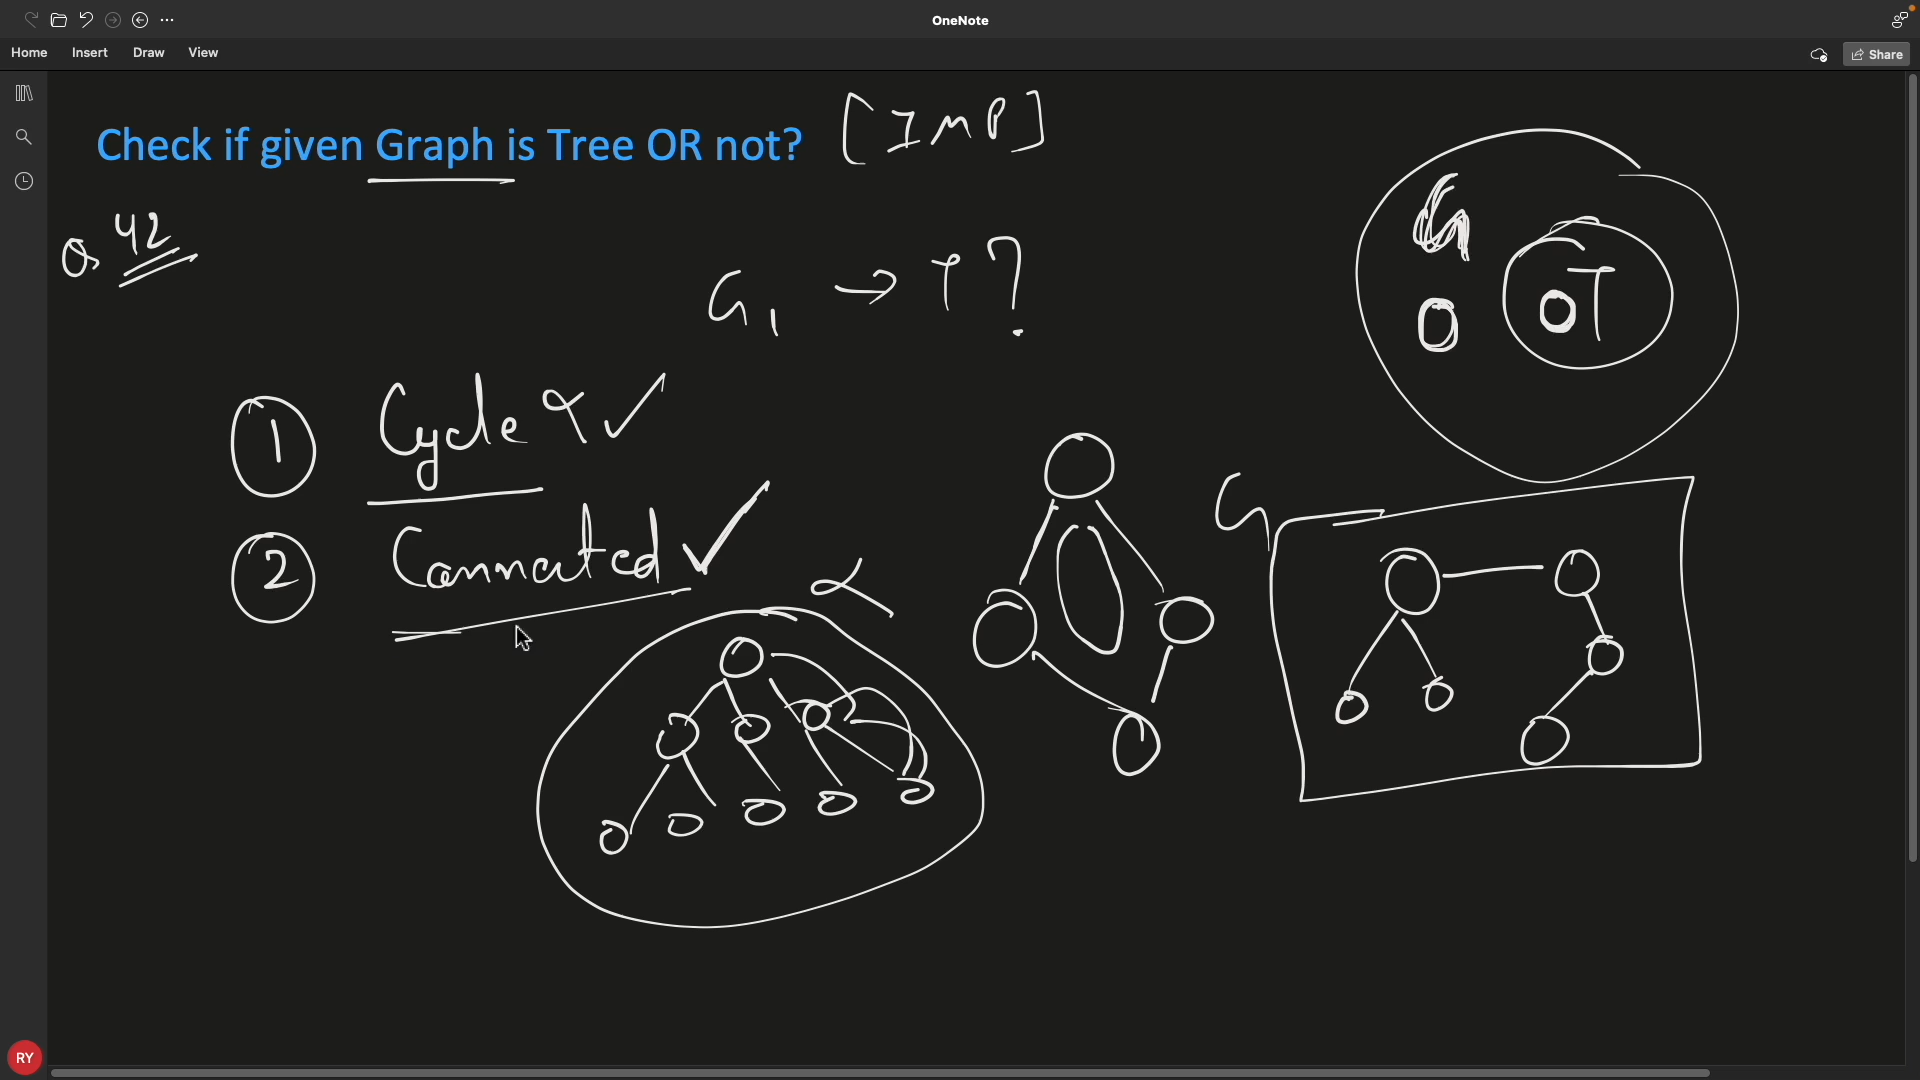 OneNote
Home Insert Draw View
Share
Check if given Graph is Tree OR not? [IMP]
Q 42
G1 → T ?
G
O OT
1 Cycle
2 Connected
G
RY